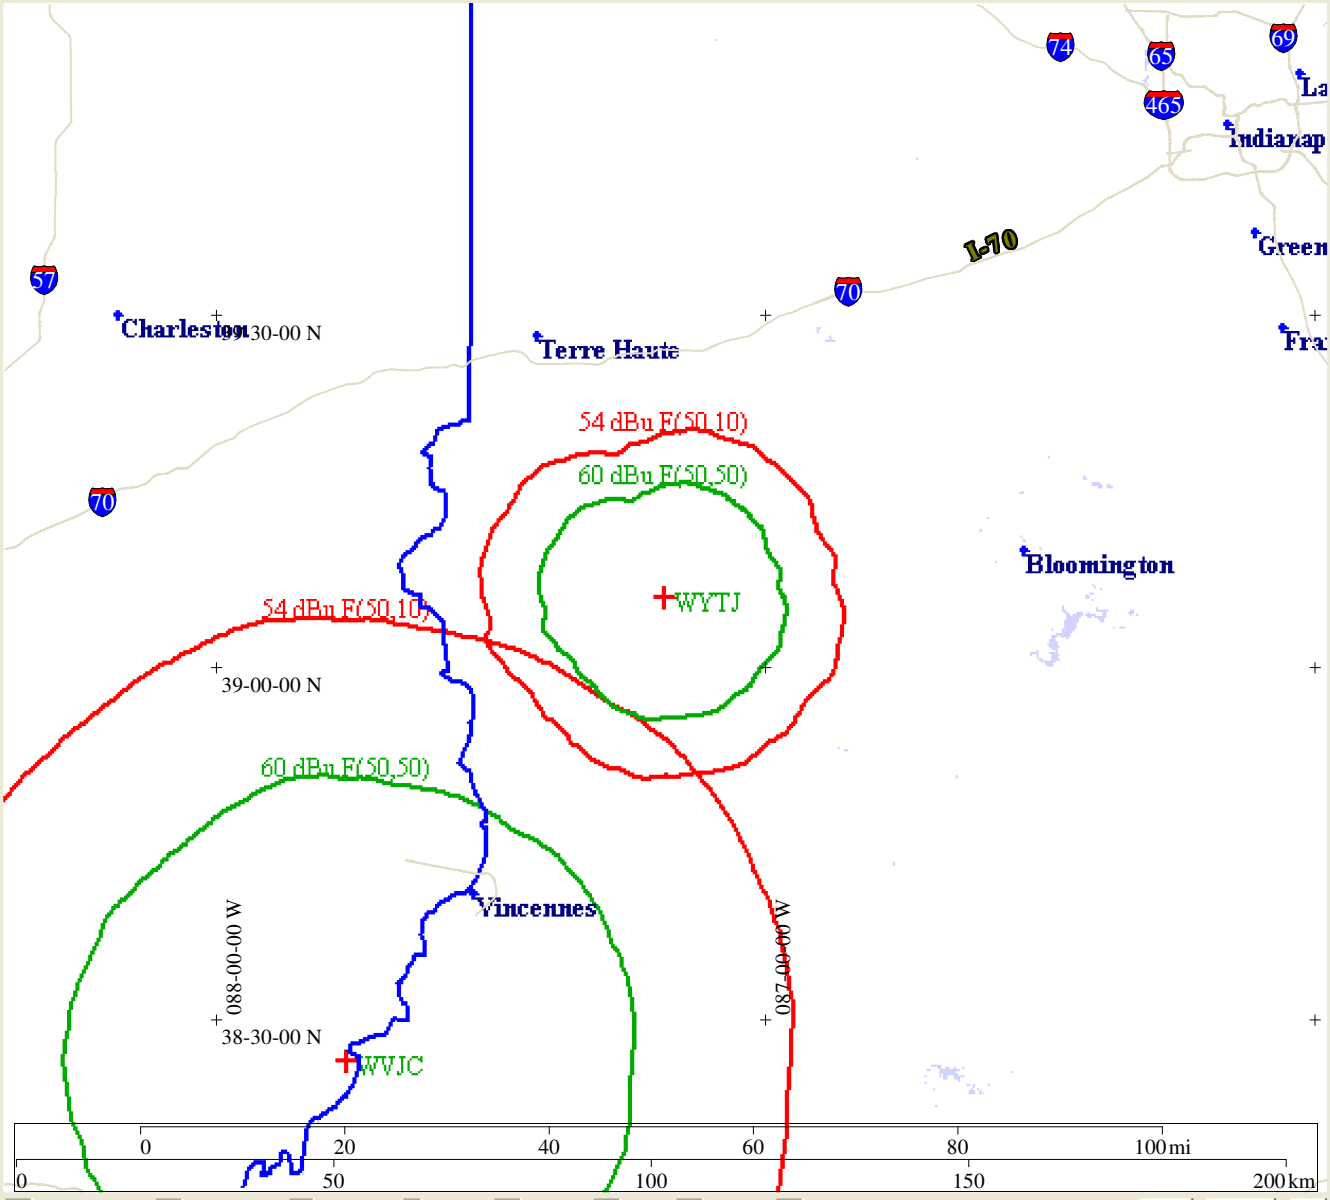 74
65
69
465
La
Indianap
I-70
Green
57
70
Charleston
39-30-00 N
Terre Haute
Fra
54 dBu F(50,10)
60 dBu F(50,50)
70
Bloomington
WYTJ
54 dBu F(50,10)
39-00-00 N
60 dBu F(50,50)
Vincennes
088-00-00 W
087-00-00 W
38-30-00 N
WVJC
0 20 40 60 80 100 mi
0 50 100 150 200 km